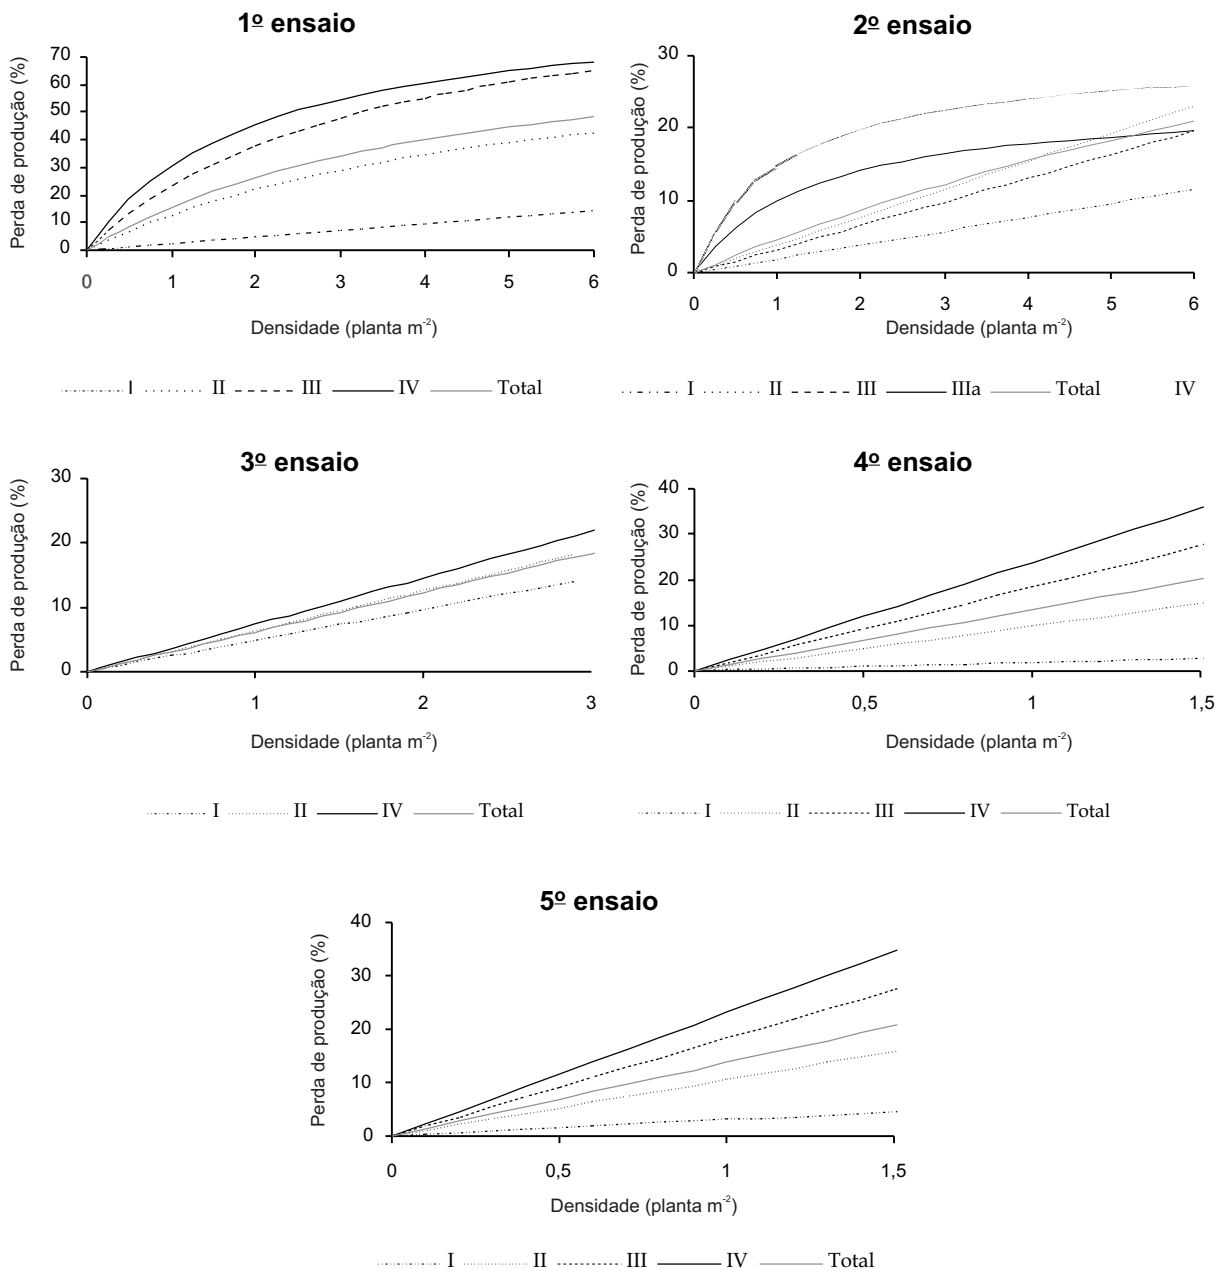 1º ensaio
Perda de produção (%)
70
60
50
40
30
20
10
0
0 1 2 3 4 5 6
Densidade (planta m-2)
I II III IV Total
2º ensaio
Perda de produção (%)
30
20
10
0
0 1 2 3 4 5 6
Densidade (planta m-2)
I II III IIIa Total IV
3º ensaio
Perda de produção (%)
30
20
10
0
0 1 2 3
Densidade (planta m-2)
I II IV Total
4º ensaio
Perda de produção (%)
40
30
20
10
0
0 0,5 1 1,5
Densidade (planta m-2)
I II III IV Total
5º ensaio
Perda de produção (%)
40
30
20
10
0
0 0,5 1 1,5
Densidade (planta m-2)
I II III IV Total